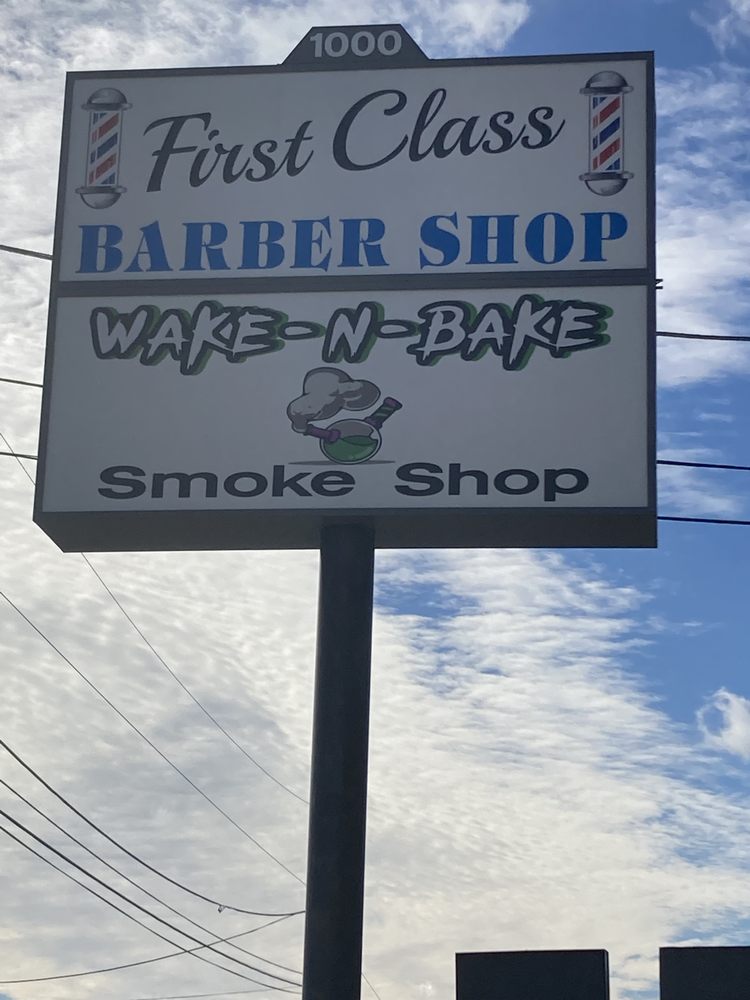 1000
First Class
BARBER SHOP
WAKE-N-BAKE
Smoke Shop